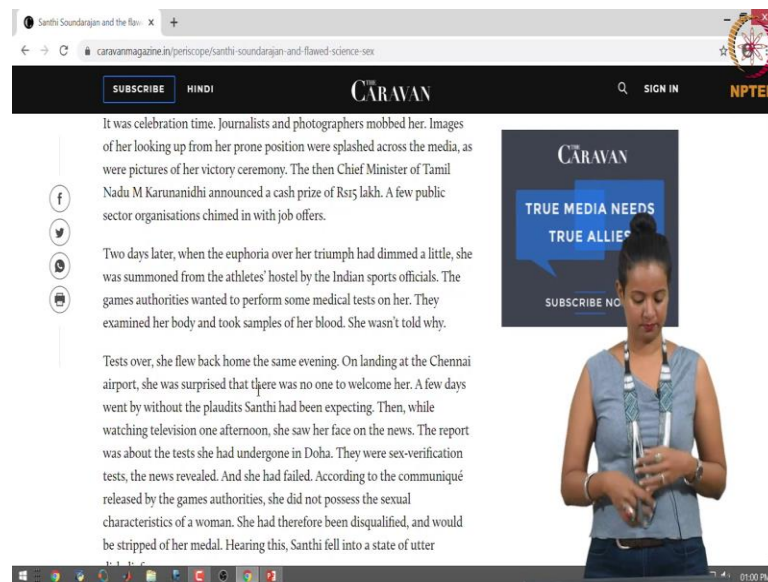 Santhi Soundarajan and the flaw
caravanmagazine.in/periscope/santhi-soundarajan-and-flawed-science-sex
NPTEL
SUBSCRIBE HINDI THE CARAVAN SIGN IN
It was celebration time. Journalists and photographers mobbed her. Images
of her looking up from her prone position were splashed across the media, as
were pictures of her victory ceremony. The then Chief Minister of Tamil
Nadu M Karunanidhi announced a cash prize of Rs15 lakh. A few public
sector organisations chimed in with job offers.
Two days later, when the euphoria over her triumph had dimmed a little, she
was summoned from the athletes' hostel by the Indian sports officials. The
games authorities wanted to perform some medical tests on her. They
examined her body and took samples of her blood. She wasn't told why.
Tests over, she flew back home the same evening. On landing at the Chennai
airport, she was surprised that there was no one to welcome her. A few days
went by without the plaudits Santhi had been expecting. Then, while
watching television one afternoon, she saw her face on the news. The report
was about the tests she had undergone in Doha. They were sex-verification
tests, the news revealed. And she had failed. According to the communiqué
released by the games authorities, she did not possess the sexual
characteristics of a woman. She had therefore been disqualified, and would
be stripped of her medal. Hearing this, Santhi fell into a state of utter
THE CARAVAN
TRUE MEDIA NEEDS
TRUE ALLIES
SUBSCRIBE NO
01:00 PM